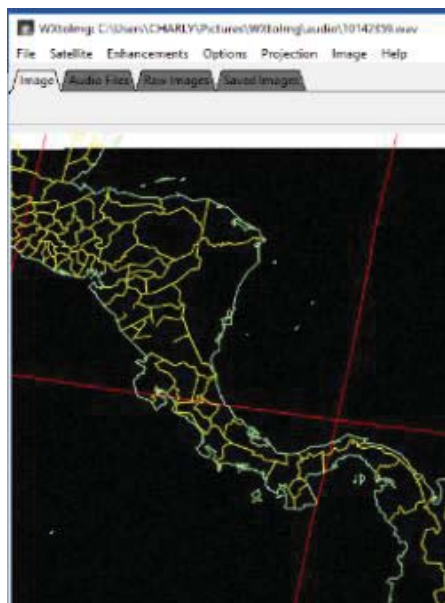 WXtoImg: C:\Users\CHARLY\Pictures\WXtoImg\audio\10142359.wav
File Satellite Enhancements Options Projection Image Help
Image Audio Files Raw Images Saved Images